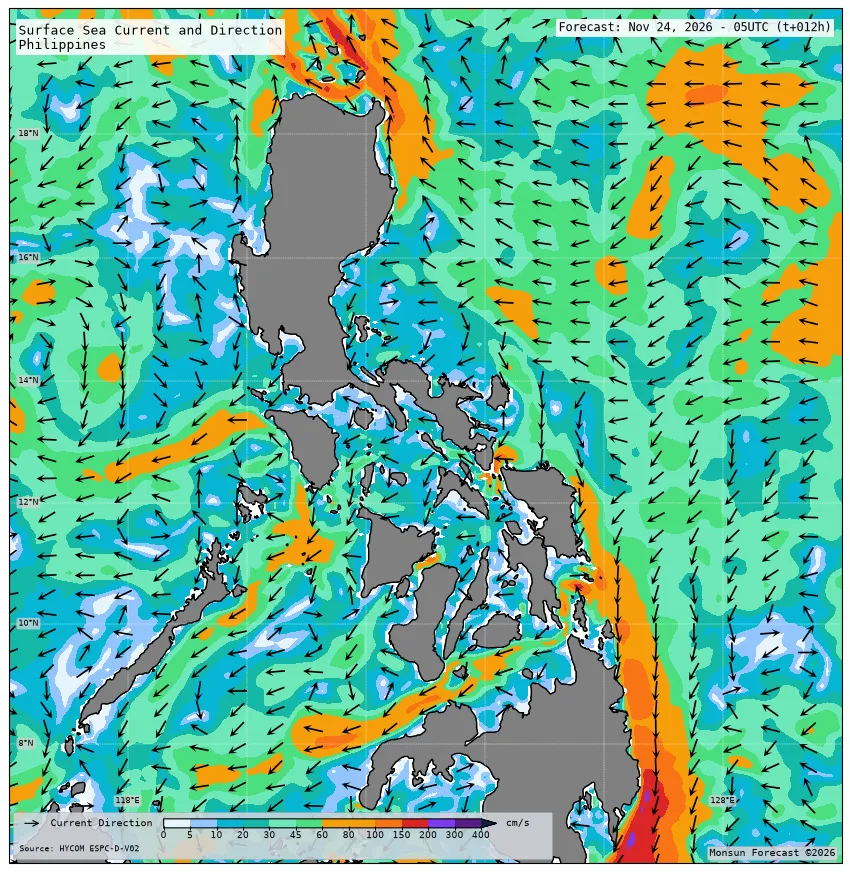 Surface Sea Current and Direction
Philippines
Forecast: Nov 24, 2026 - 05UTC (t+012h)
18°N
16°N
14°N
12°N
10°N
8°N
118°E
128°E
Current Direction
cm/s
0 5 10 20 30 45 60 80 100 150 200 300 400
Source: HYCOM ESPC-D-V02
Monsun Forecast ©2026